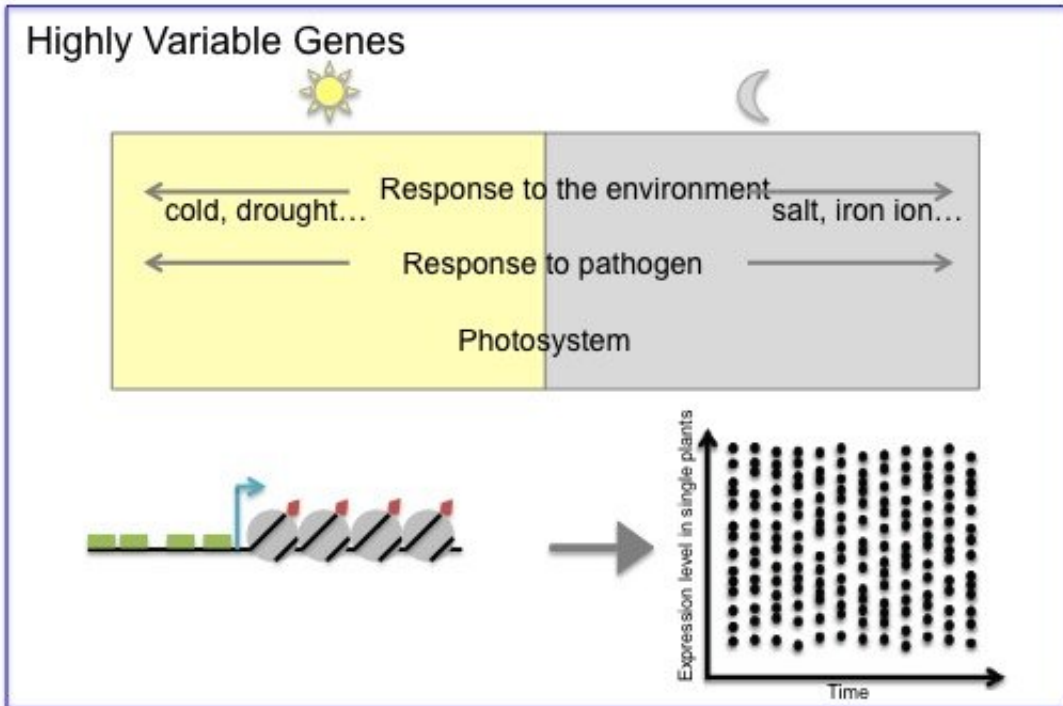 Highly Variable Genes
Response to the environment
cold, drought…
salt, iron ion…
Response to pathogen
Photosystem
Expression level in single plants
Time